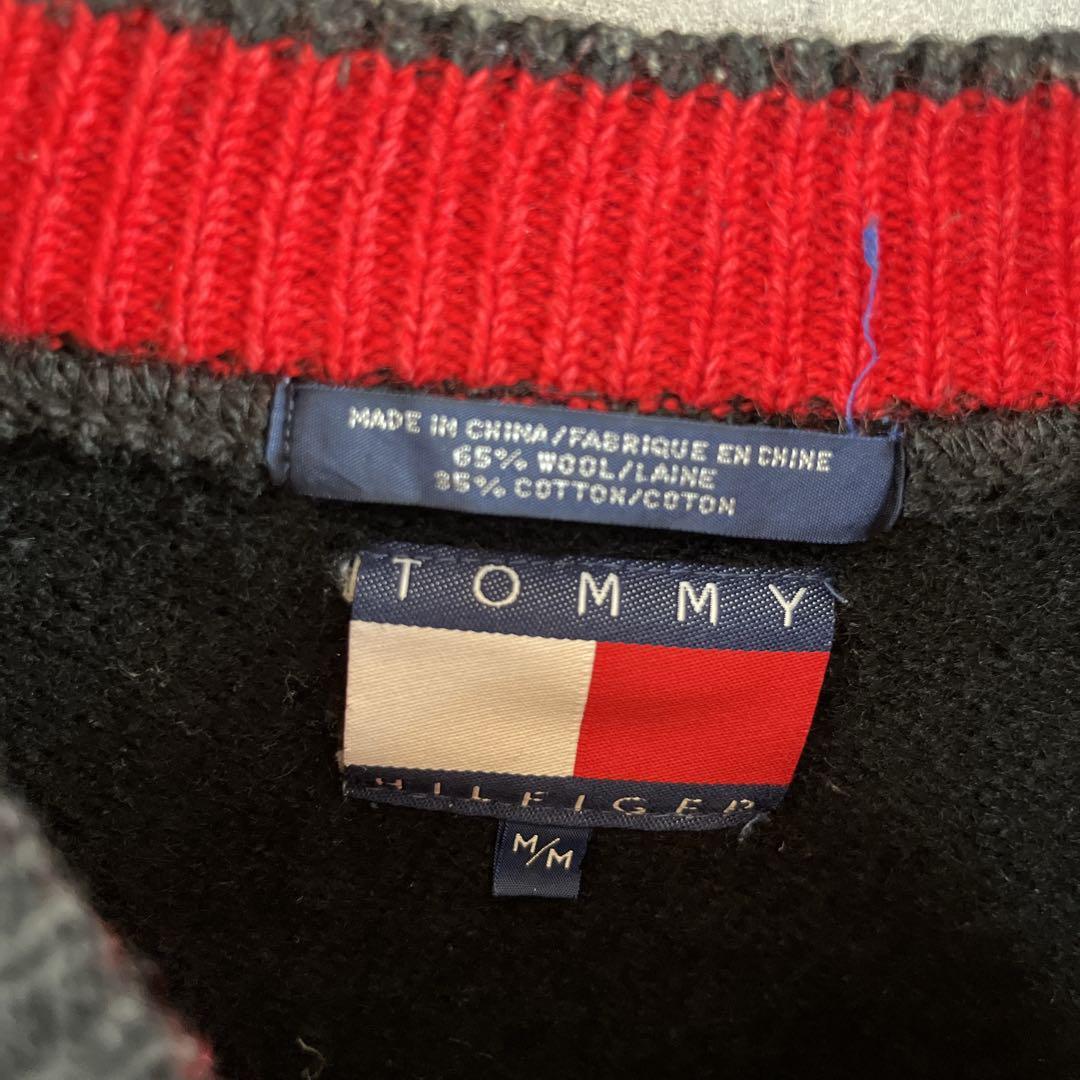 MADE IN CHINA/FABRIQUE EN CHINE
65% WOOL/LAINE
35% COTTON/COTON
TOMMY
HILFIGER
M/M